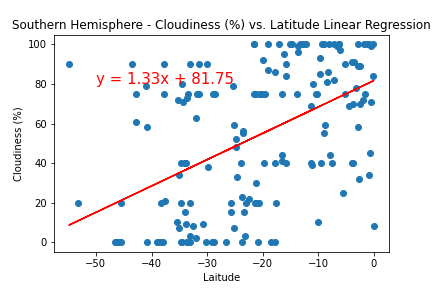 Southern Hemisphere - Cloudiness (%) vs. Latitude Linear Regression
100
80
60
40
20
0
Cloudiness (%)
y = 1.33x + 81.75
−50 −40 −30 −20 −10 0
Laitude